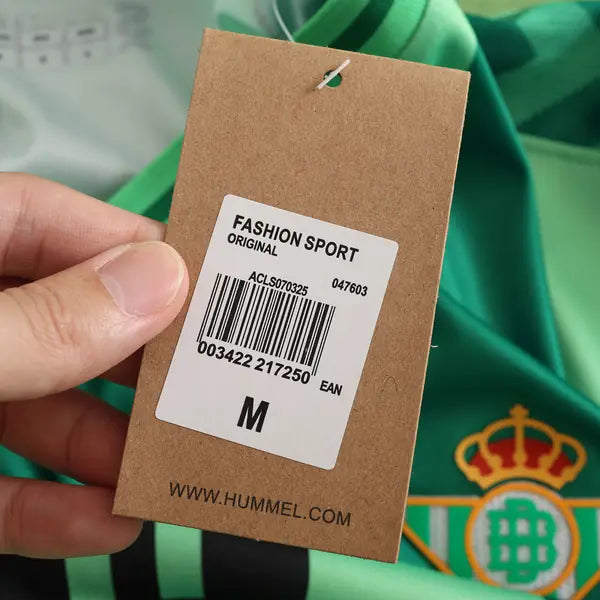 FASHION SPORT
ORIGINAL
ACLS070325 047603
003422 217250 EAN
M
WWW.HUMMEL.COM